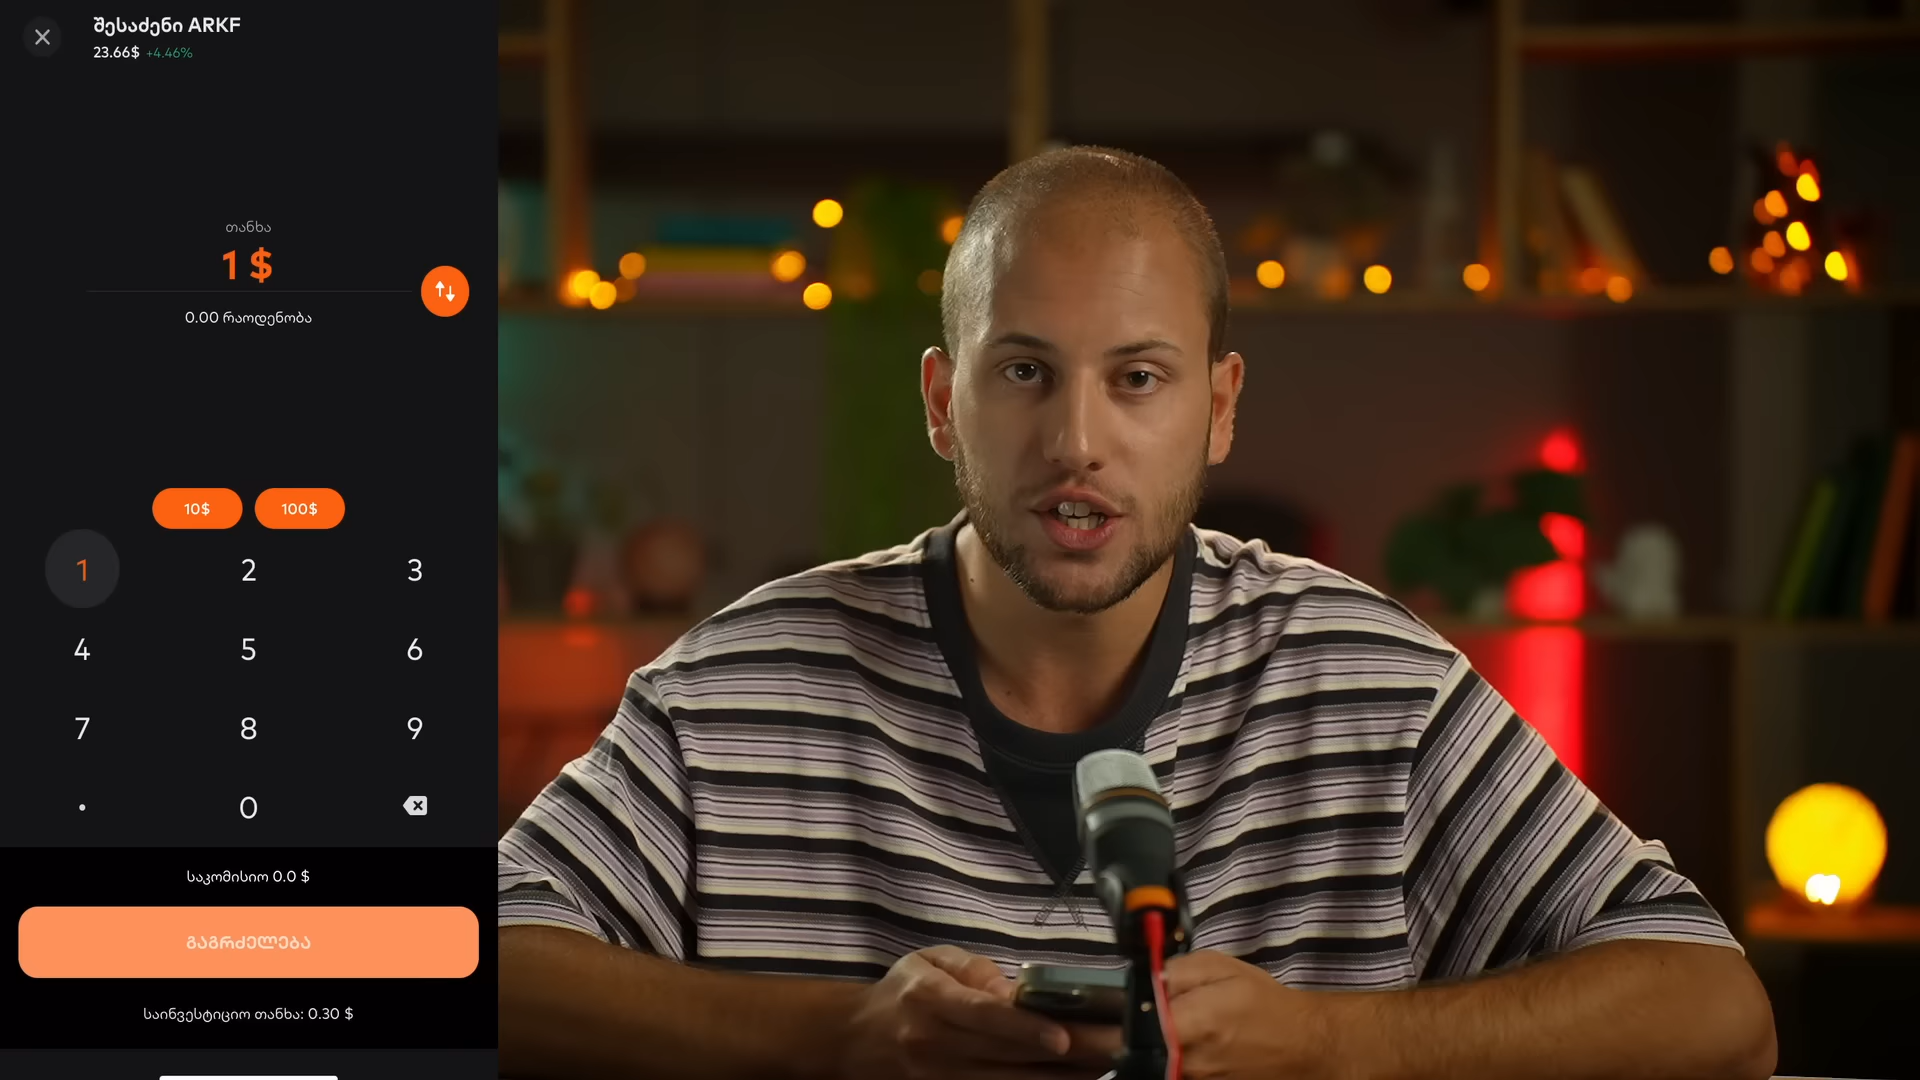 შესაძენი ARKF
23.66$ +4.46%
თანხა
1 $
0.00 რაოდენობა
10$ 100$
1 2 3
4 5 6
7 8 9
. 0
საკომისიო 0.0 $
გაგრძელება
საინვესტიციო თანხა: 0.30 $